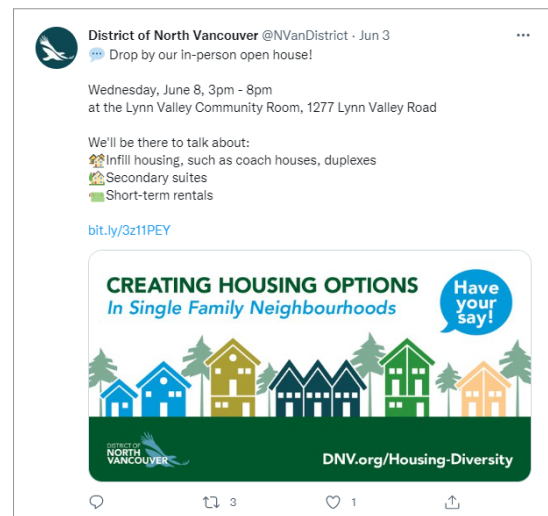 District of North Vancouver @NVanDistrict · Jun 3
💬 Drop by our in-person open house!
Wednesday, June 8, 3pm - 8pm
at the Lynn Valley Community Room, 1277 Lynn Valley Road
We'll be there to talk about:
🏘️Infill housing, such as coach houses, duplexes
🏡Secondary suites
Short-term rentals
bit.ly/3z11PEY
CREATING HOUSING OPTIONS
In Single Family Neighbourhoods
Have
your
say!
DISTRICT OF
NORTH
VANCOUVER
DNV.org/Housing-Diversity
3
1